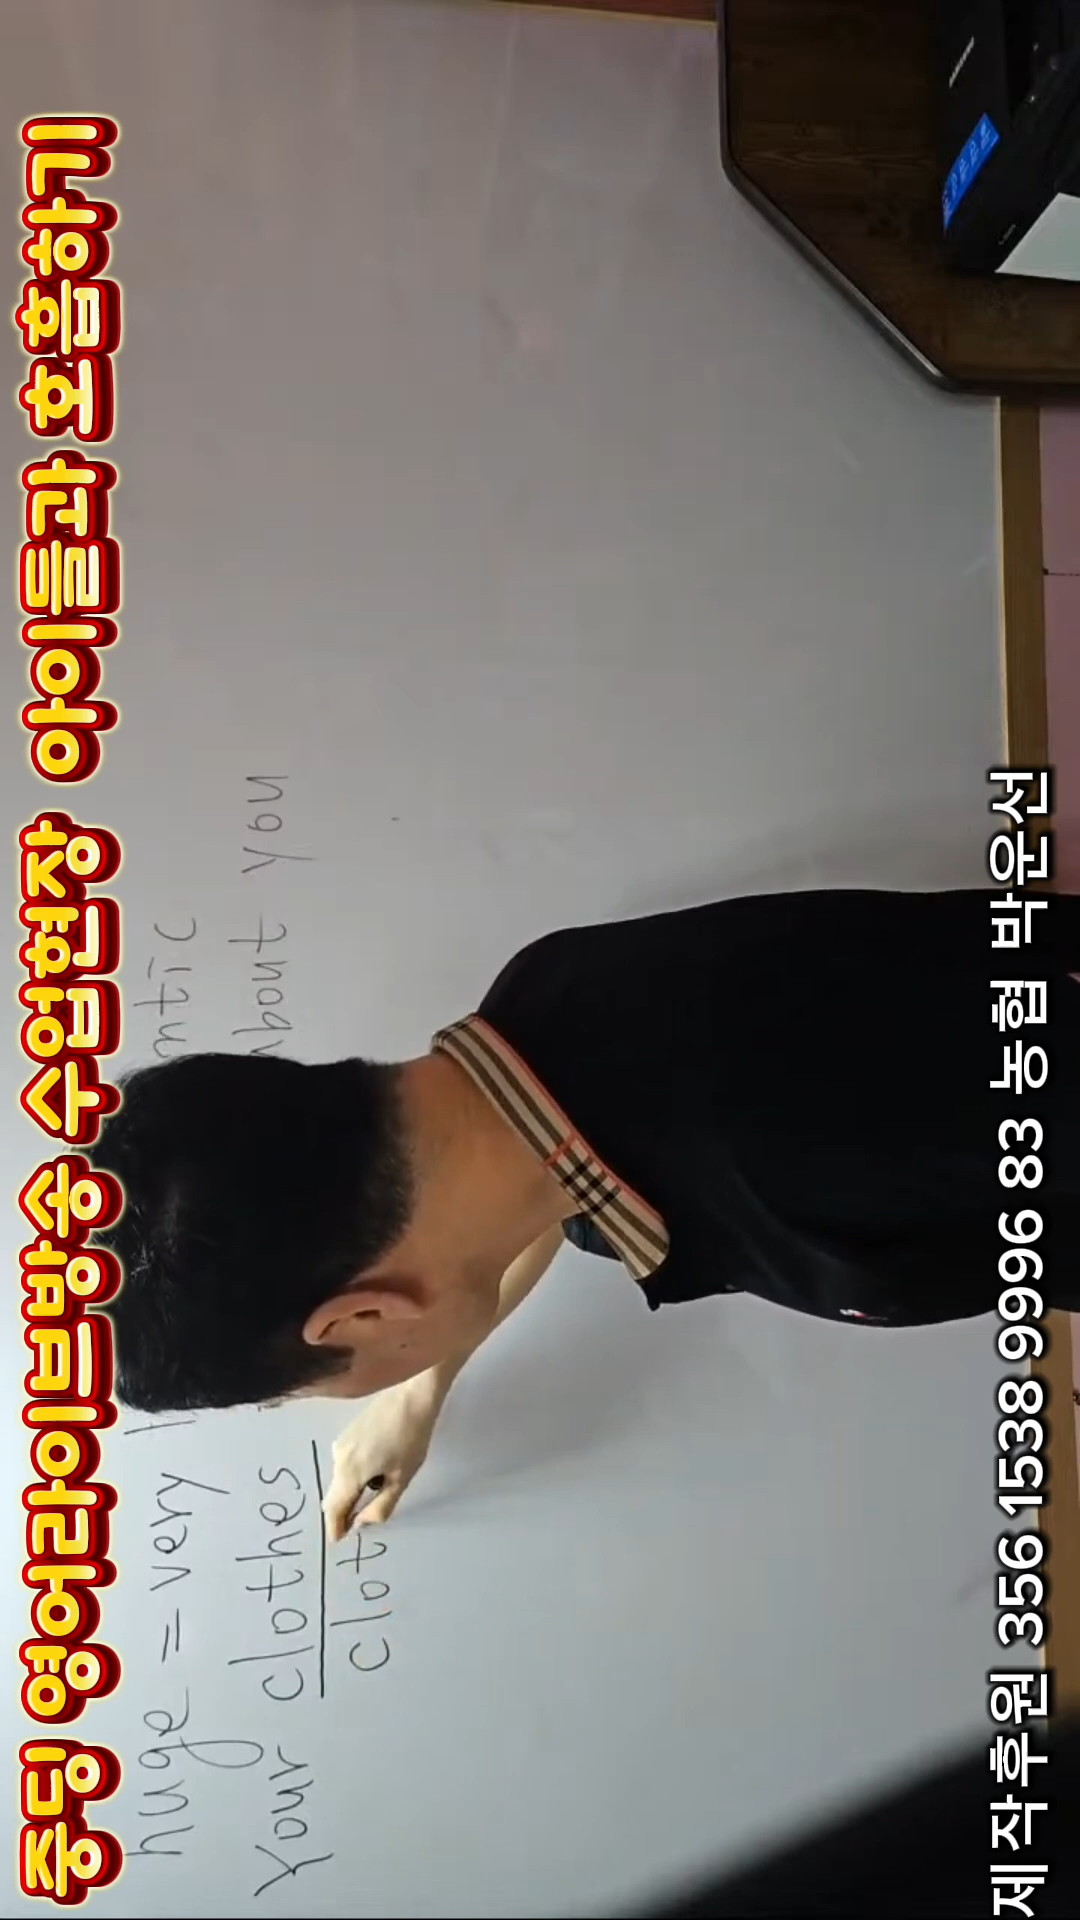 중딩 영어라이브방송 수업현장 아이들과 호흡하기
huge = very
your clothes about you
clot
제작후원 356 1538 9996 83 농협 박운선